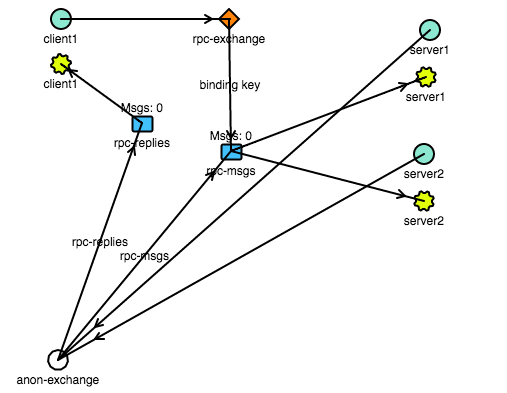 client1
rpc-exchange
server1
client1
binding key
server1
Msgs: 0
rpc-replies
Msgs: 0
rpc-msgs
server2
server2
rpc-replies
rpc-msgs
anon-exchange